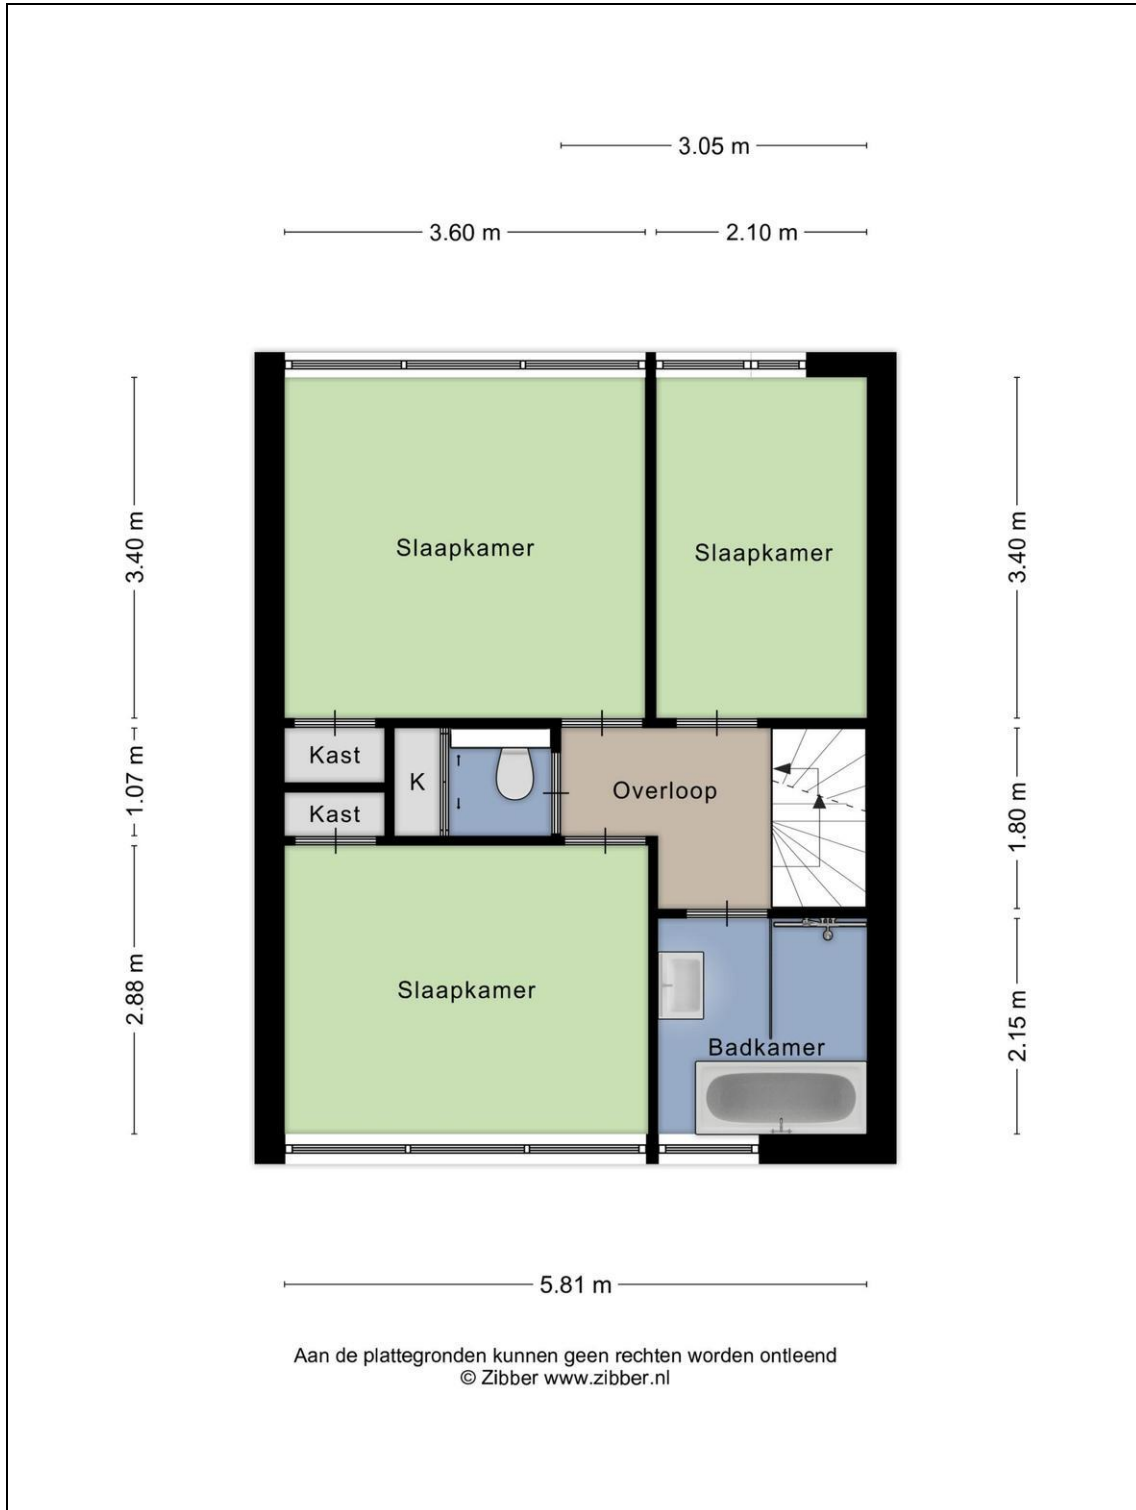 3.05 m
3.60 m
2.10 m
3.40 m
3.40 m
Slaapkamer
Slaapkamer
1.07 m
Kast
K
Kast
Overloop
1.80 m
2.88 m
Slaapkamer
Badkamer
2.15 m
5.81 m
Aan de plattegronden kunnen geen rechten worden ontleend
© Zibber www.zibber.nl